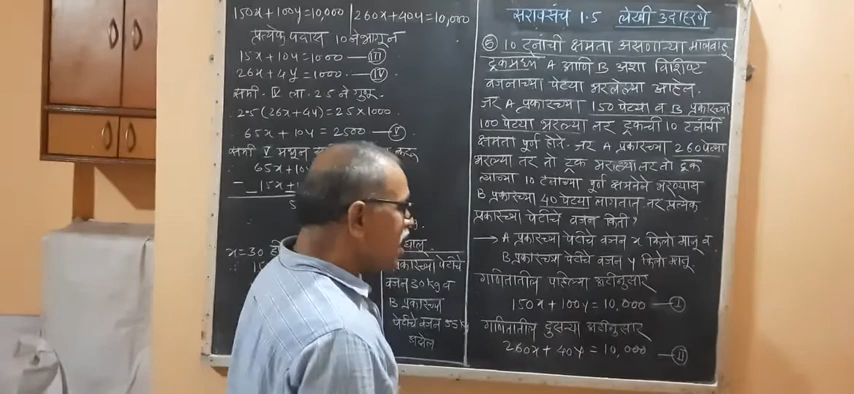 150x+100y=10,000 260x+40y=10,000
प्रत्येक पदास 10 ने भागून
15x+10y=1000 — III
26x+4y=1000 — IV
समी. IV ला 2.5 ने गुणू
2.5(26x+4y)=2.5x1000
65x+10y=2500 — V
समी V मधून
65x+10
- 15x+1
x=30
प्रकारच्या पेटीचे
वजन 30kg व
B प्रकारच्या
पेटीचे वजन 55 k
असेल
सरावसंच 1.5 लेखी उदाहरणे
⑤ 10 टनांची क्षमता असणाऱ्या मालवाहू
ट्रकमध्ये A आणि B अशा विशिष्ट
वजनाच्या पेट्या भरलेल्या आहेत.
जर A प्रकारच्या 150 पेट्या व B प्रकारच्या
100 पेट्या भरल्या तर ट्रकची 10 टनांची
क्षमता पूर्ण होते. जर A प्रकारच्या 260 पेट्या
भरल्या तर तो ट्रक भरल्या तर तो ट्रक
त्याच्या 10 टनाच्या पूर्ण क्षमतेने भरण्यास
B प्रकारच्या 40 पेट्या लागतात. तर प्रत्येक
प्रकारच्या पेटीचे वजन किती?
→ A प्रकारच्या पेटीचे वजन x किलो मानू व
B प्रकारच्या पेटीचे वजन y किलो मानू
गणितातील पहिल्या अटीनुसार
150x+100y=10,000 — I
गणितातील दुसऱ्या अटीनुसार
260x+40y=10,000 — II